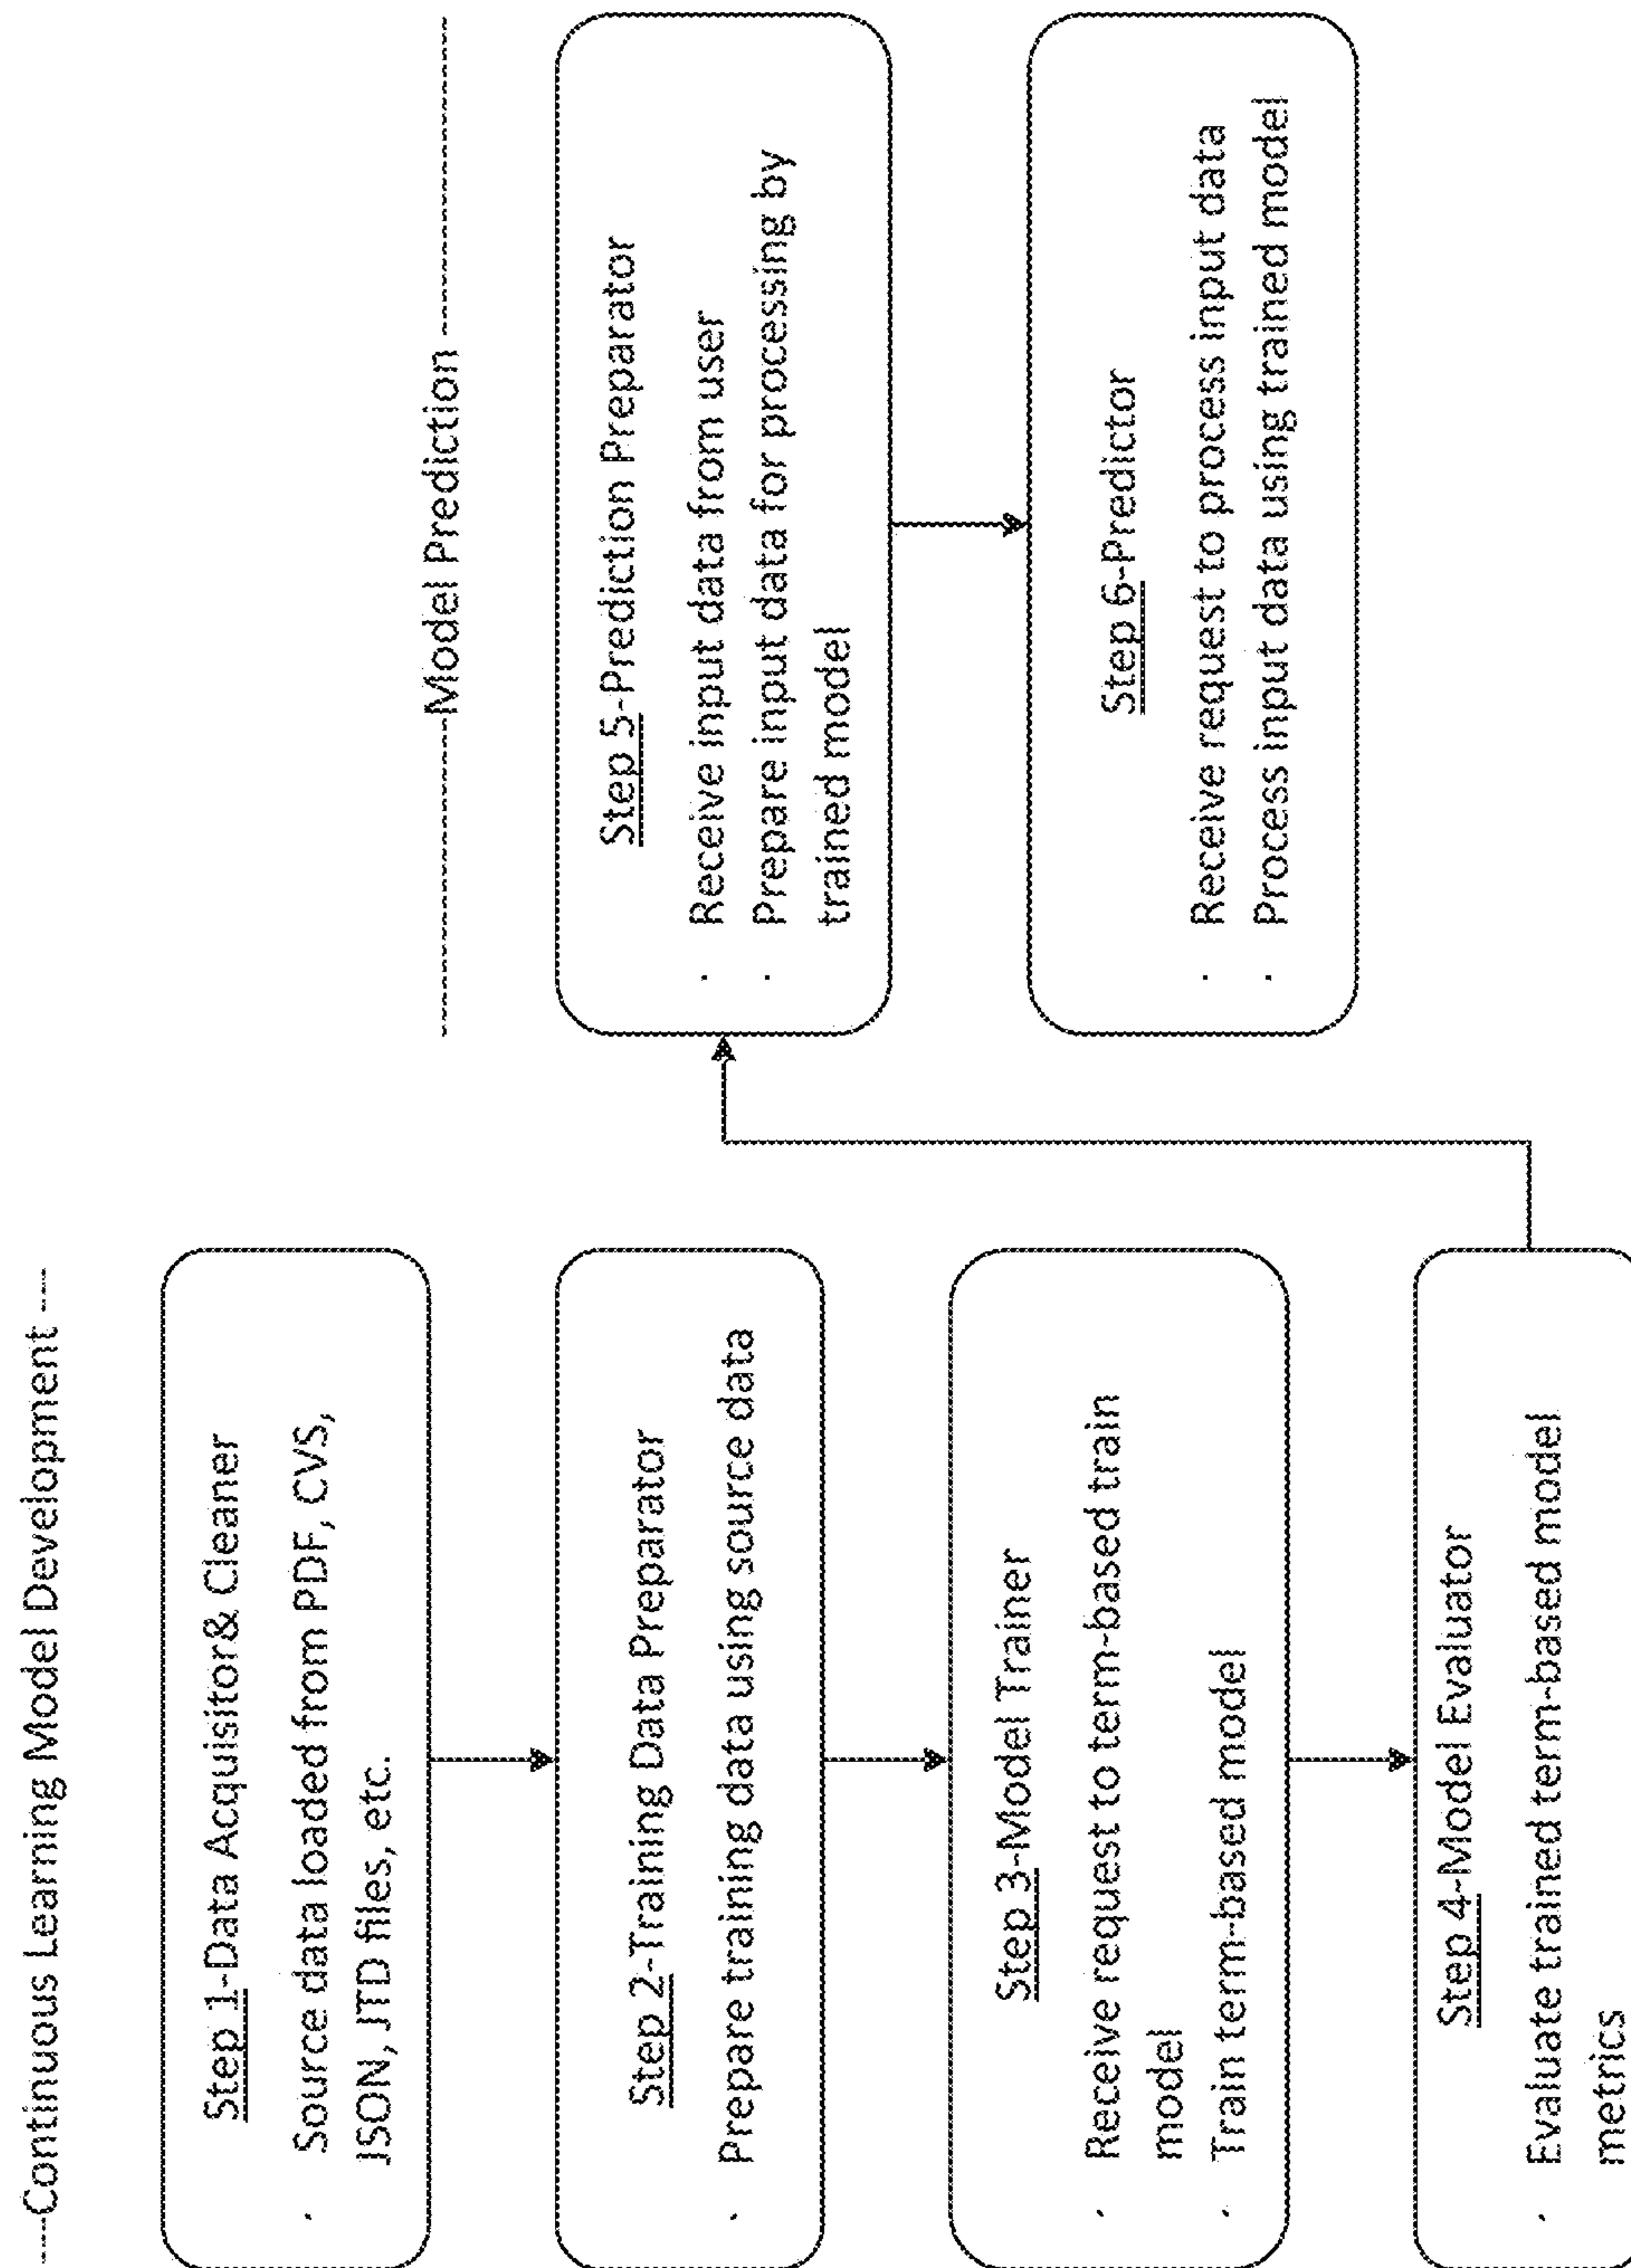 ----Continuous Learning Model Development ----
Step 1-Data Acquisitor& Cleaner
· Source data loaded from PDF, CVS,
JSON, JTD files, etc.
Step 2-Training Data Preparator
· Prepare training data using source data
Step 3-Model Trainer
· Receive request to term-based train
model
· Train term-based model
Step 4-Model Evaluator
· Evaluate trained term-based model
metrics
--------------------Model Prediction --------------------
Step 5-Prediction Preparator
· Receive input data from user
· Prepare input data for processing by
trained model
Step 6-Predictor
· Receive request to process input data
· Process input data using trained model